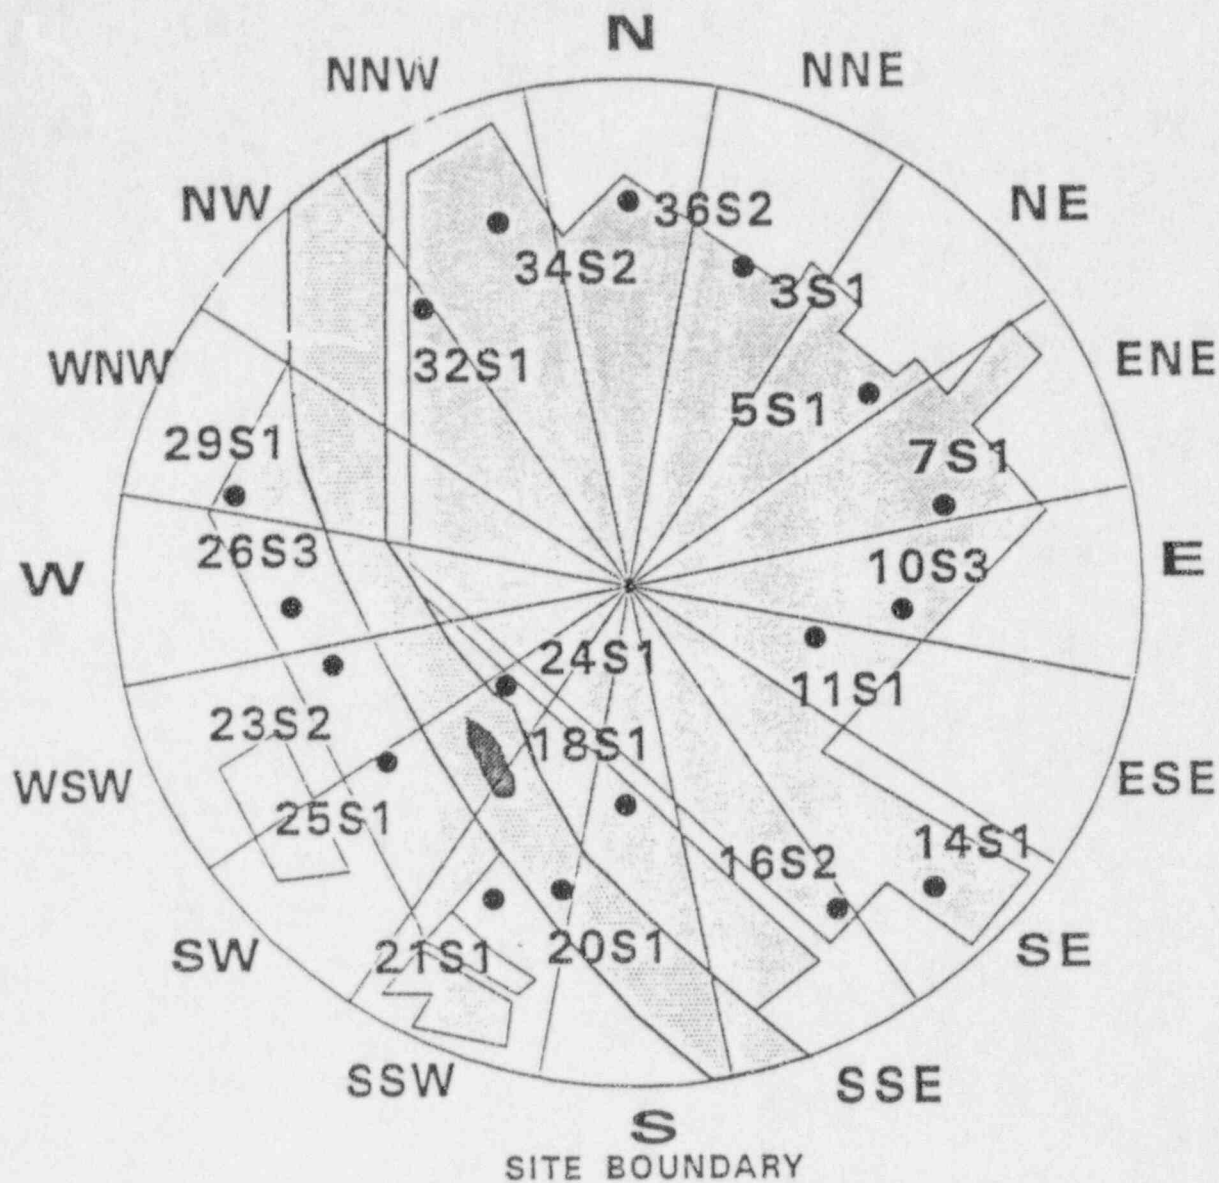 N
NNW
NNE
NW
NE
36S2
34S2
3S1
32S1
WNW
ENE
5S1
29S1
7S1
26S3
10S3
W
E
24S1
11S1
23S2
18S1
WSW
ESE
25S1
16S2
14S1
SW
SE
21S1
20S1
SSW
SSE
S
SITE BOUNDARY